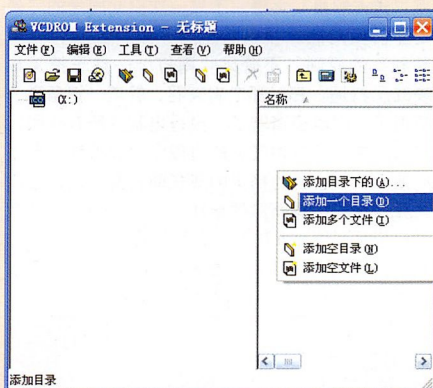 VCDROM Extension - 无标题
文件(F) 编辑(E) 工具(T) 查看(V) 帮助(H)
(X:)
名称
添加目录下的(A)...
添加一个目录(D)
添加多个文件(I)
添加空目录(N)
添加空文件(L)
添加目录